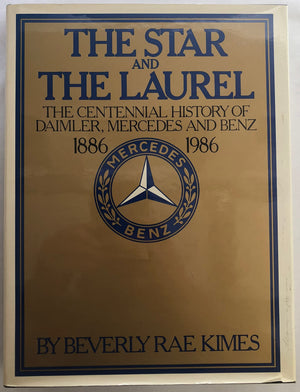 THE STAR
AND
THE LAUREL
THE CENTENNIAL HISTORY OF
DAIMLER, MERCEDES AND BENZ
1886 1986
MERCEDES
BENZ
BY BEVERLY RAE KIMES